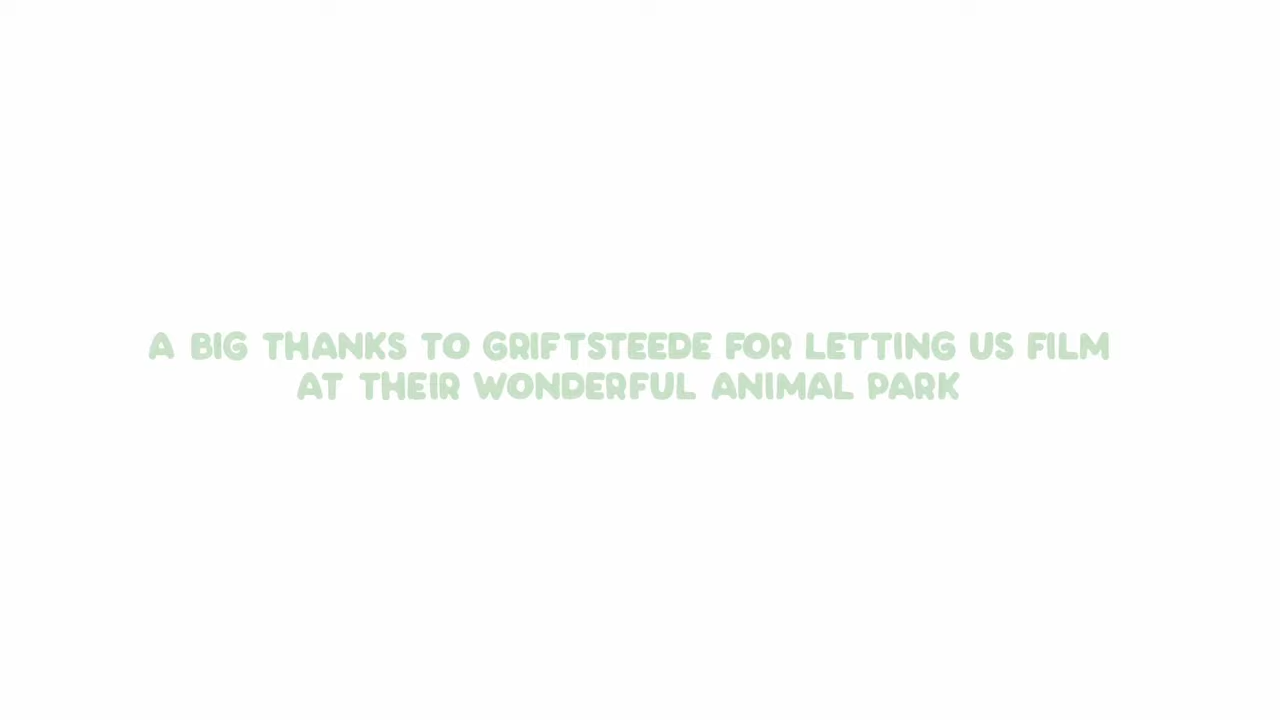 A BIG THANKS TO GRIFTSTEEDE FOR LETTING US FILM
AT THEIR WONDERFUL ANIMAL PARK